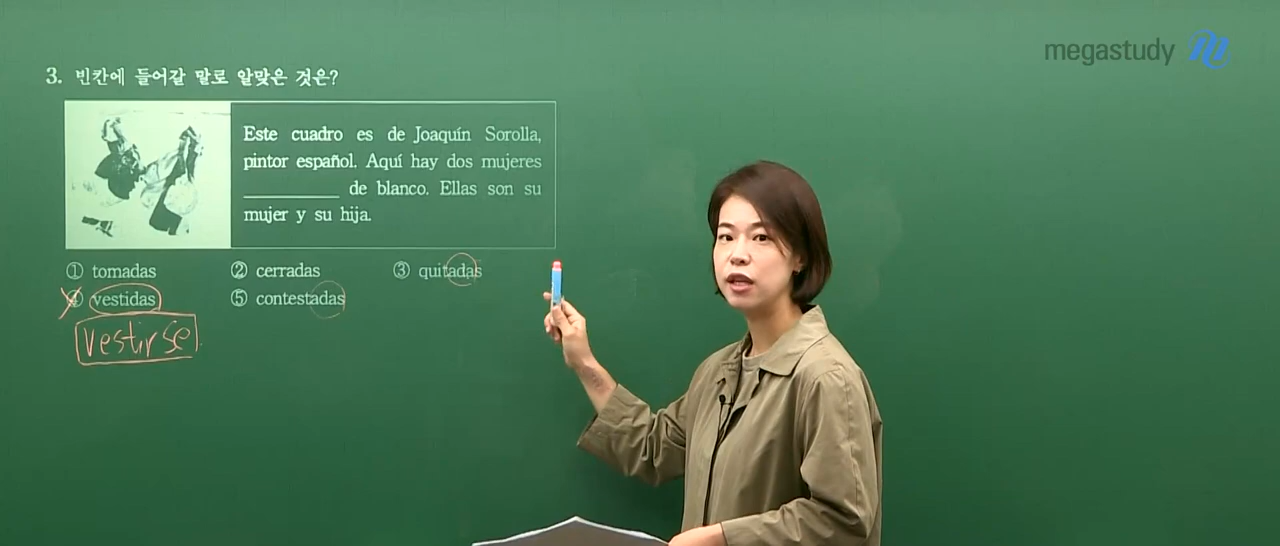 megastudy
3. 빈칸에 들어갈 말로 알맞은 것은?
Este cuadro es de Joaquín Sorolla,
pintor español. Aquí hay dos mujeres
__________ de blanco. Ellas son su
mujer y su hija.
① tomadas ② cerradas ③ quitadas
④ vestidas ⑤ contestadas
vestirse